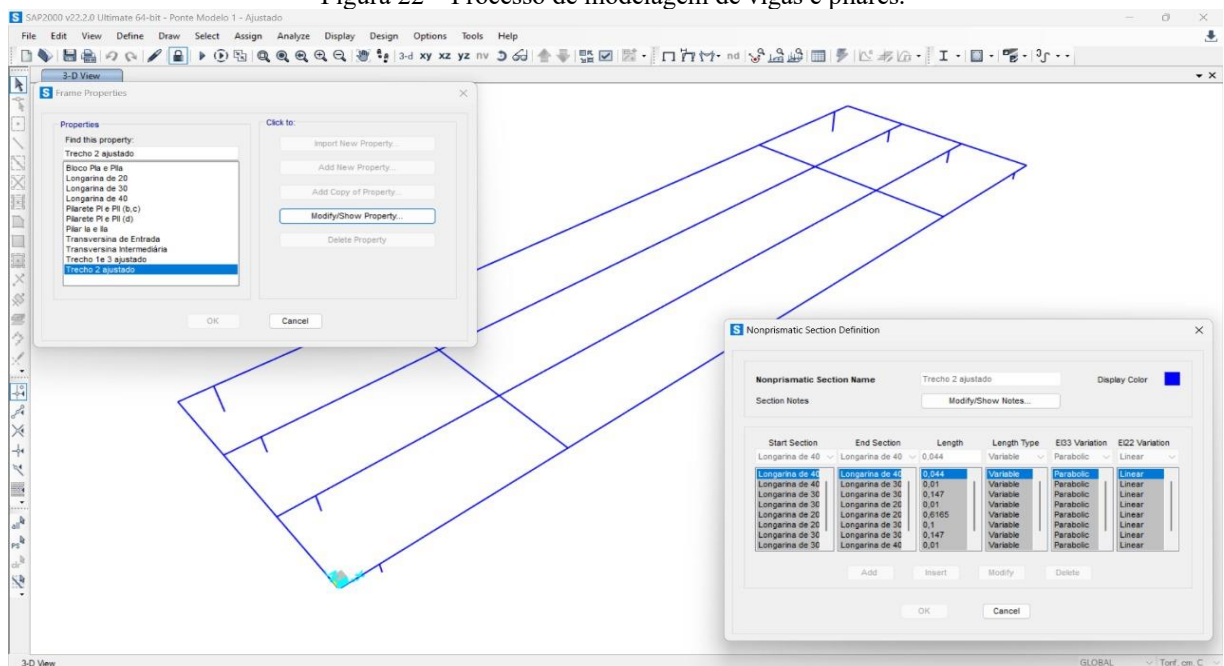 Figura 22 – Processo de modelagem de vigas e pilares.
SAP2000 v22.2.0 Ultimate 64-bit - Ponte Modelo 1 - Ajustado
File Edit View Define Draw Select Assign Analyze Display Design Options Tools Help
3-d xy xz yz nv nd
3-D View
Frame Properties
Properties
Click to:
Find this property:
Trecho 2 ajustado
Bloco PIa e PIIa
Longarina de 20
Longarina de 30
Longarina de 40
Pilarete PI e PII (b,c)
Pilarete PI e PII (d)
Pilar Ia e IIa
Transversina de Entrada
Transversina Intermediária
Trecho 1e 3 ajustado
Trecho 2 ajustado
Import New Property...
Add New Property...
Add Copy of Property...
Modify/Show Property...
Delete Property
OK Cancel
Nonprismatic Section Definition
Nonprismatic Section Name Trecho 2 ajustado Display Color
Section Notes Modify/Show Notes...
Start Section End Section Length Length Type EI33 Variation EI22 Variation
Longarina de 40 Longarina de 40 0,044 Variable Parabolic Linear
Longarina de 40 Longarina de 40 0,044 Variable Parabolic Linear
Longarina de 40 Longarina de 30 0,01 Variable Parabolic Linear
Longarina de 30 Longarina de 30 0,147 Variable Parabolic Linear
Longarina de 30 Longarina de 20 0,01 Variable Parabolic Linear
Longarina de 20 Longarina de 20 0,6165 Variable Parabolic Linear
Longarina de 20 Longarina de 30 0,1 Variable Parabolic Linear
Longarina de 30 Longarina de 30 0,147 Variable Parabolic Linear
Longarina de 30 Longarina de 40 0,01 Variable Parabolic Linear
Add Insert Modify Delete
OK Cancel
3-D View GLOBAL Tonf, cm, C